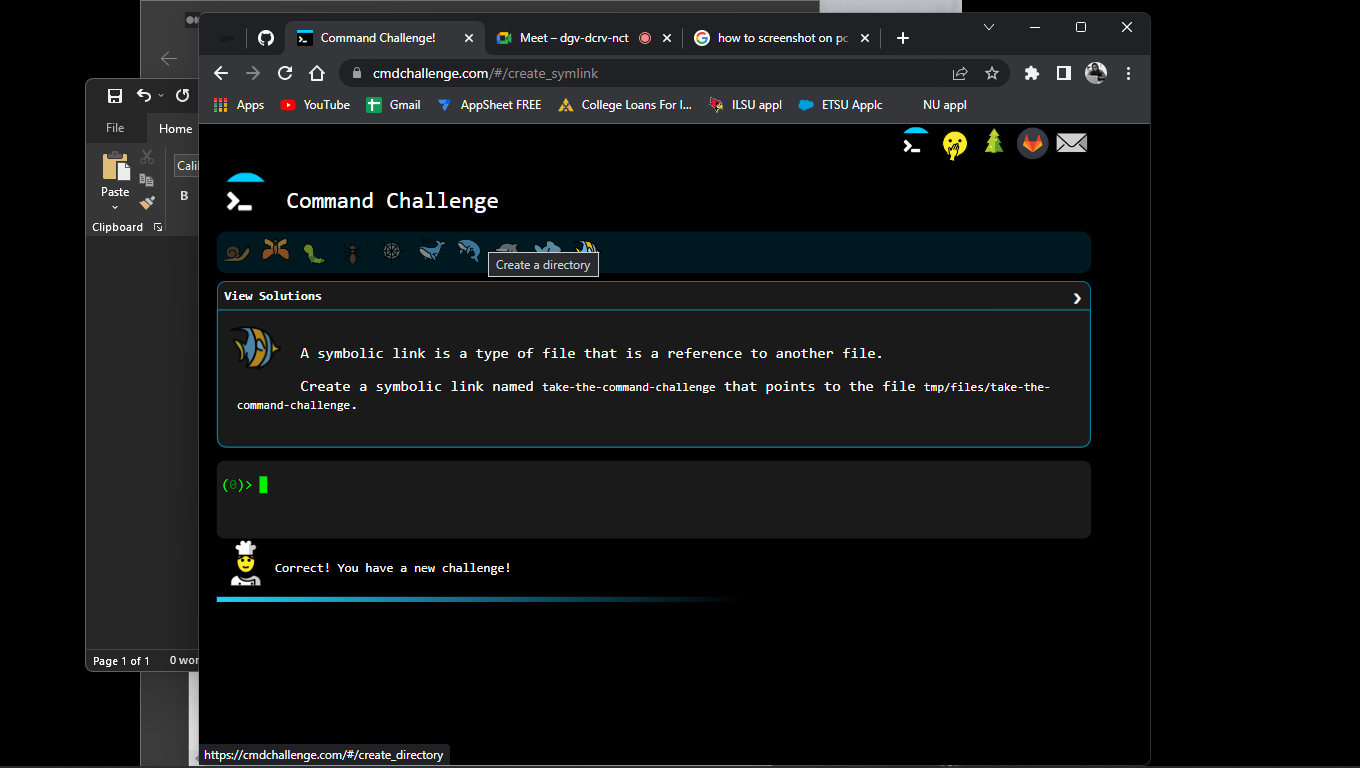 Command Challenge!
Meet – dgv-dcrv-nct
how to screenshot on pc
cmdchallenge.com/#/create_symlink
Apps
YouTube
Gmail
AppSheet FREE
College Loans For I...
ILSU appl
ETSU Applc
NU appl
File
Home
Paste
Cali
B
Clipboard
Command Challenge
Create a directory
View Solutions
A symbolic link is a type of file that is a reference to another file.
Create a symbolic link named take-the-command-challenge that points to the file tmp/files/take-the-
command-challenge.
(0)>
Correct! You have a new challenge!
Page 1 of 1
0 wor
https://cmdchallenge.com/#/create_directory